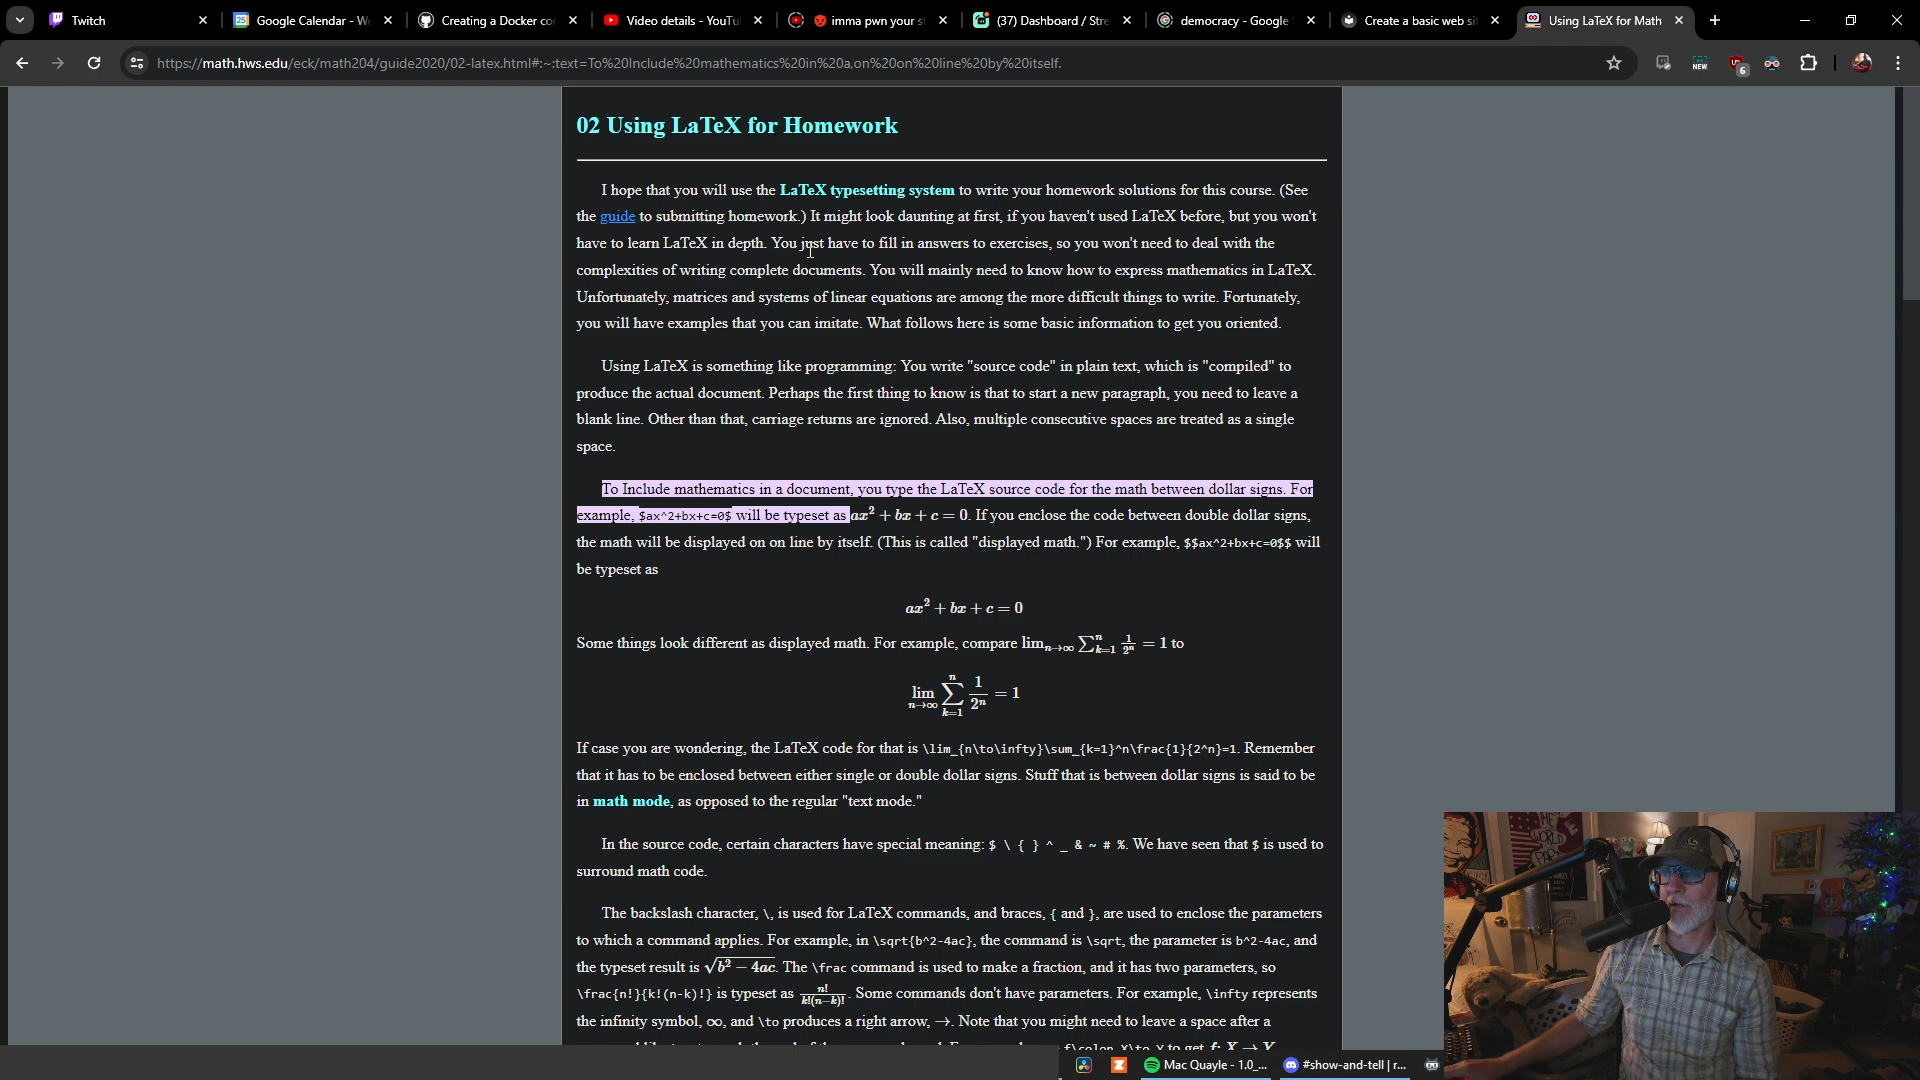 Twitch
Google Calendar - We
Creating a Docker co
Video details - YouTu
imma pwn your s
(37) Dashboard / Stre
democracy - Google
Create a basic web si
Using LaTeX for Math
https://math.hws.edu/eck/math204/guide2020/02-latex.html#:~:text=To%20Include%20mathematics%20in%20a,on%20on%20line%20by%20itself.
NEW
6
02 Using LaTeX for Homework
I hope that you will use the LaTeX typesetting system to write your homework solutions for this course. (See
the guide to submitting homework.) It might look daunting at first, if you haven't used LaTeX before, but you won't
have to learn LaTeX in depth. You just have to fill in answers to exercises, so you won't need to deal with the
complexities of writing complete documents. You will mainly need to know how to express mathematics in LaTeX.
Unfortunately, matrices and systems of linear equations are among the more difficult things to write. Fortunately,
you will have examples that you can imitate. What follows here is some basic information to get you oriented.
Using LaTeX is something like programming: You write "source code" in plain text, which is "compiled" to
produce the actual document. Perhaps the first thing to know is that to start a new paragraph, you need to leave a
blank line. Other than that, carriage returns are ignored. Also, multiple consecutive spaces are treated as a single
space.
To Include mathematics in a document, you type the LaTeX source code for the math between dollar signs. For
example, $ax^2+bx+c=0$ will be typeset as ax² + bx + c = 0. If you enclose the code between double dollar signs,
the math will be displayed on on line by itself. (This is called "displayed math.") For example, $$ax^2+bx+c=0$$ will
be typeset as
ax² + bx + c = 0
Some things look different as displayed math. For example, compare lim_{n→∞} ∑_{k=1}^n 1/2ⁿ = 1 to
lim_{n→∞} ∑_{k=1}^n 1/2ⁿ = 1
If case you are wondering, the LaTeX code for that is \lim_{n\to\infty}\sum_{k=1}^n\frac{1}{2^n}=1. Remember
that it has to be enclosed between either single or double dollar signs. Stuff that is between dollar signs is said to be
in math mode, as opposed to the regular "text mode."
In the source code, certain characters have special meaning: $ \ { } ^ _ & ~ # %. We have seen that $ is used to
surround math code.
The backslash character, \, is used for LaTeX commands, and braces, { and }, are used to enclose the parameters
to which a command applies. For example, in \sqrt{b^2-4ac}, the command is \sqrt, the parameter is b^2-4ac, and
the typeset result is √(b² − 4ac). The \frac command is used to make a fraction, and it has two parameters, so
\frac{n!}{k!(n-k)!} is typeset as n!/k!(n−k)!. Some commands don't have parameters. For example, \infty represents
the infinity symbol, ∞, and \to produces a right arrow, →. Note that you might need to leave a space after a
Mac Quayle - 1.0_...
#show-and-tell | r...